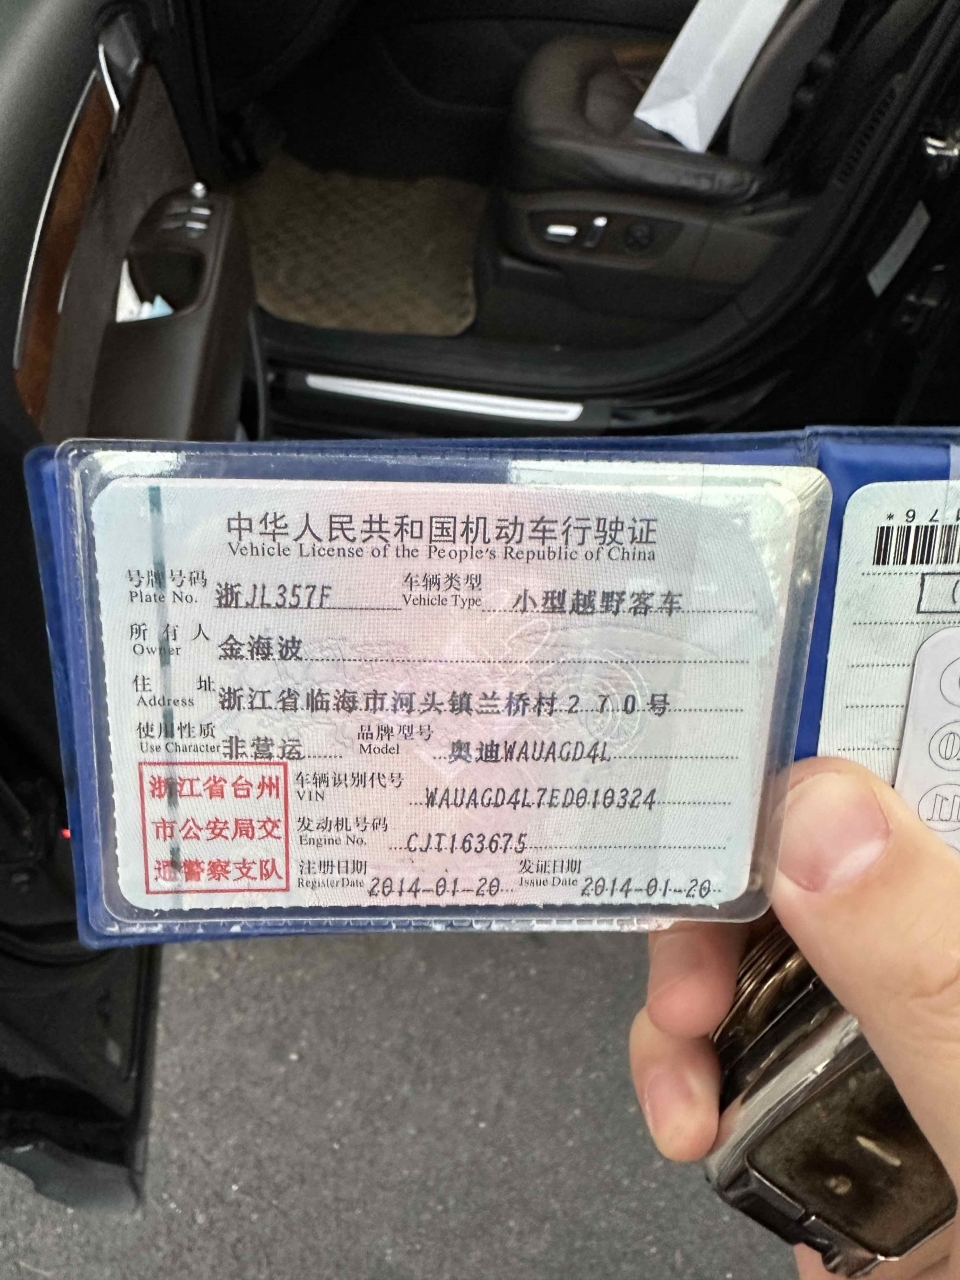 中华人民共和国机动车行驶证
Vehicle License of the People's Republic of China
号牌号码 浙JL357F 车辆类型 小型越野客车
Plate No. Vehicle Type
所有人 金海波
Owner
住址 浙江省临海市河头镇兰桥村270号
Address
使用性质 非营运 品牌型号 奥迪WAUAGD4L
Use Character Model
浙江省台州
市公安局交
通警察支队
车辆识别代号 WAUAGD4L7ED010324
VIN
发动机号码 CJT163675
Engine No.
注册日期 2014-01-20 发证日期 2014-01-20
Register Date Issue Date